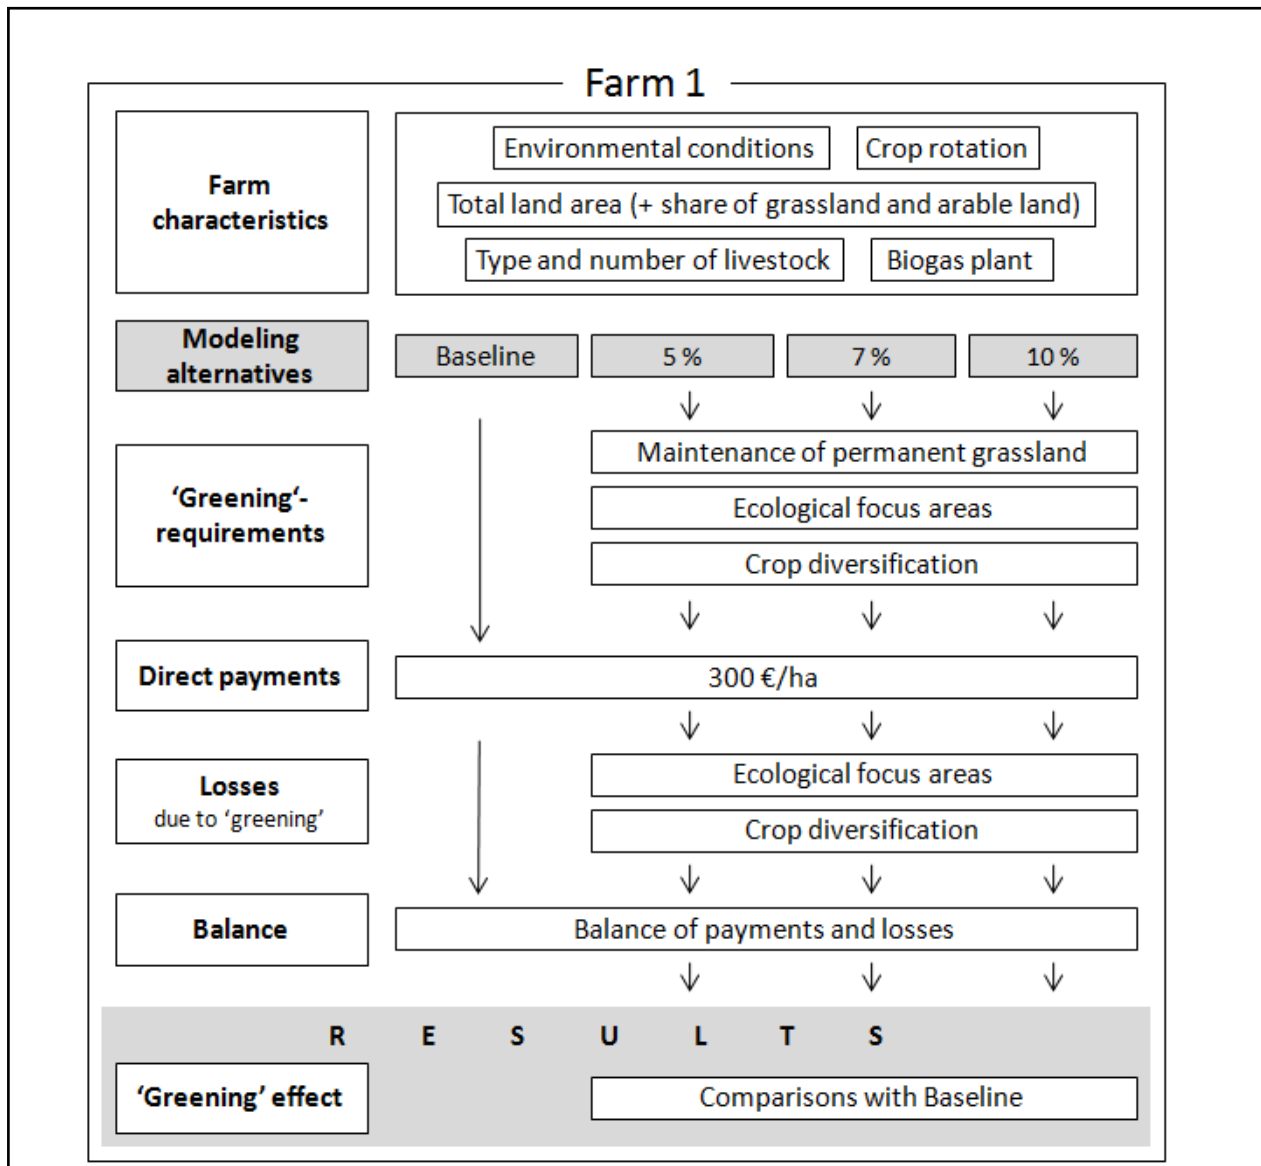 Farm 1
Farm
characteristics
Environmental conditions
Crop rotation
Total land area (+ share of grassland and arable land)
Type and number of livestock
Biogas plant
Modeling
alternatives
Baseline
5 %
7 %
10 %
‘Greening‘-
requirements
Maintenance of permanent grassland
Ecological focus areas
Crop diversification
Direct payments
300 €/ha
Losses
due to ‘greening’
Ecological focus areas
Crop diversification
Balance
Balance of payments and losses
R E S U L T S
‘Greening’ effect
Comparisons with Baseline